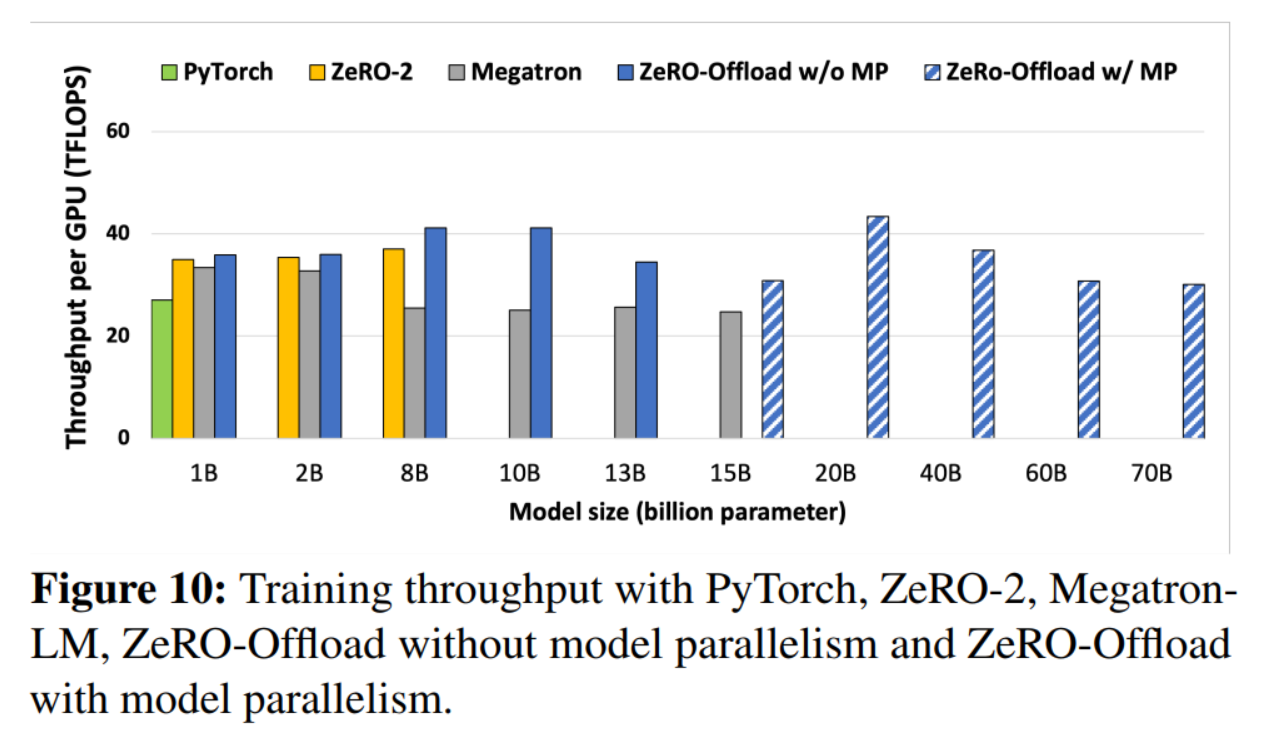 PyTorch ZeRO-2 Megatron ZeRO-Offload w/o MP ZeRo-Offload w/ MP
Throughput per GPU (TFLOPS)
60
40
20
0
1B 2B 8B 10B 13B 15B 20B 40B 60B 70B
Model size (billion parameter)
Figure 10: Training throughput with PyTorch, ZeRO-2, Megatron-
LM, ZeRO-Offload without model parallelism and ZeRO-Offload
with model parallelism.